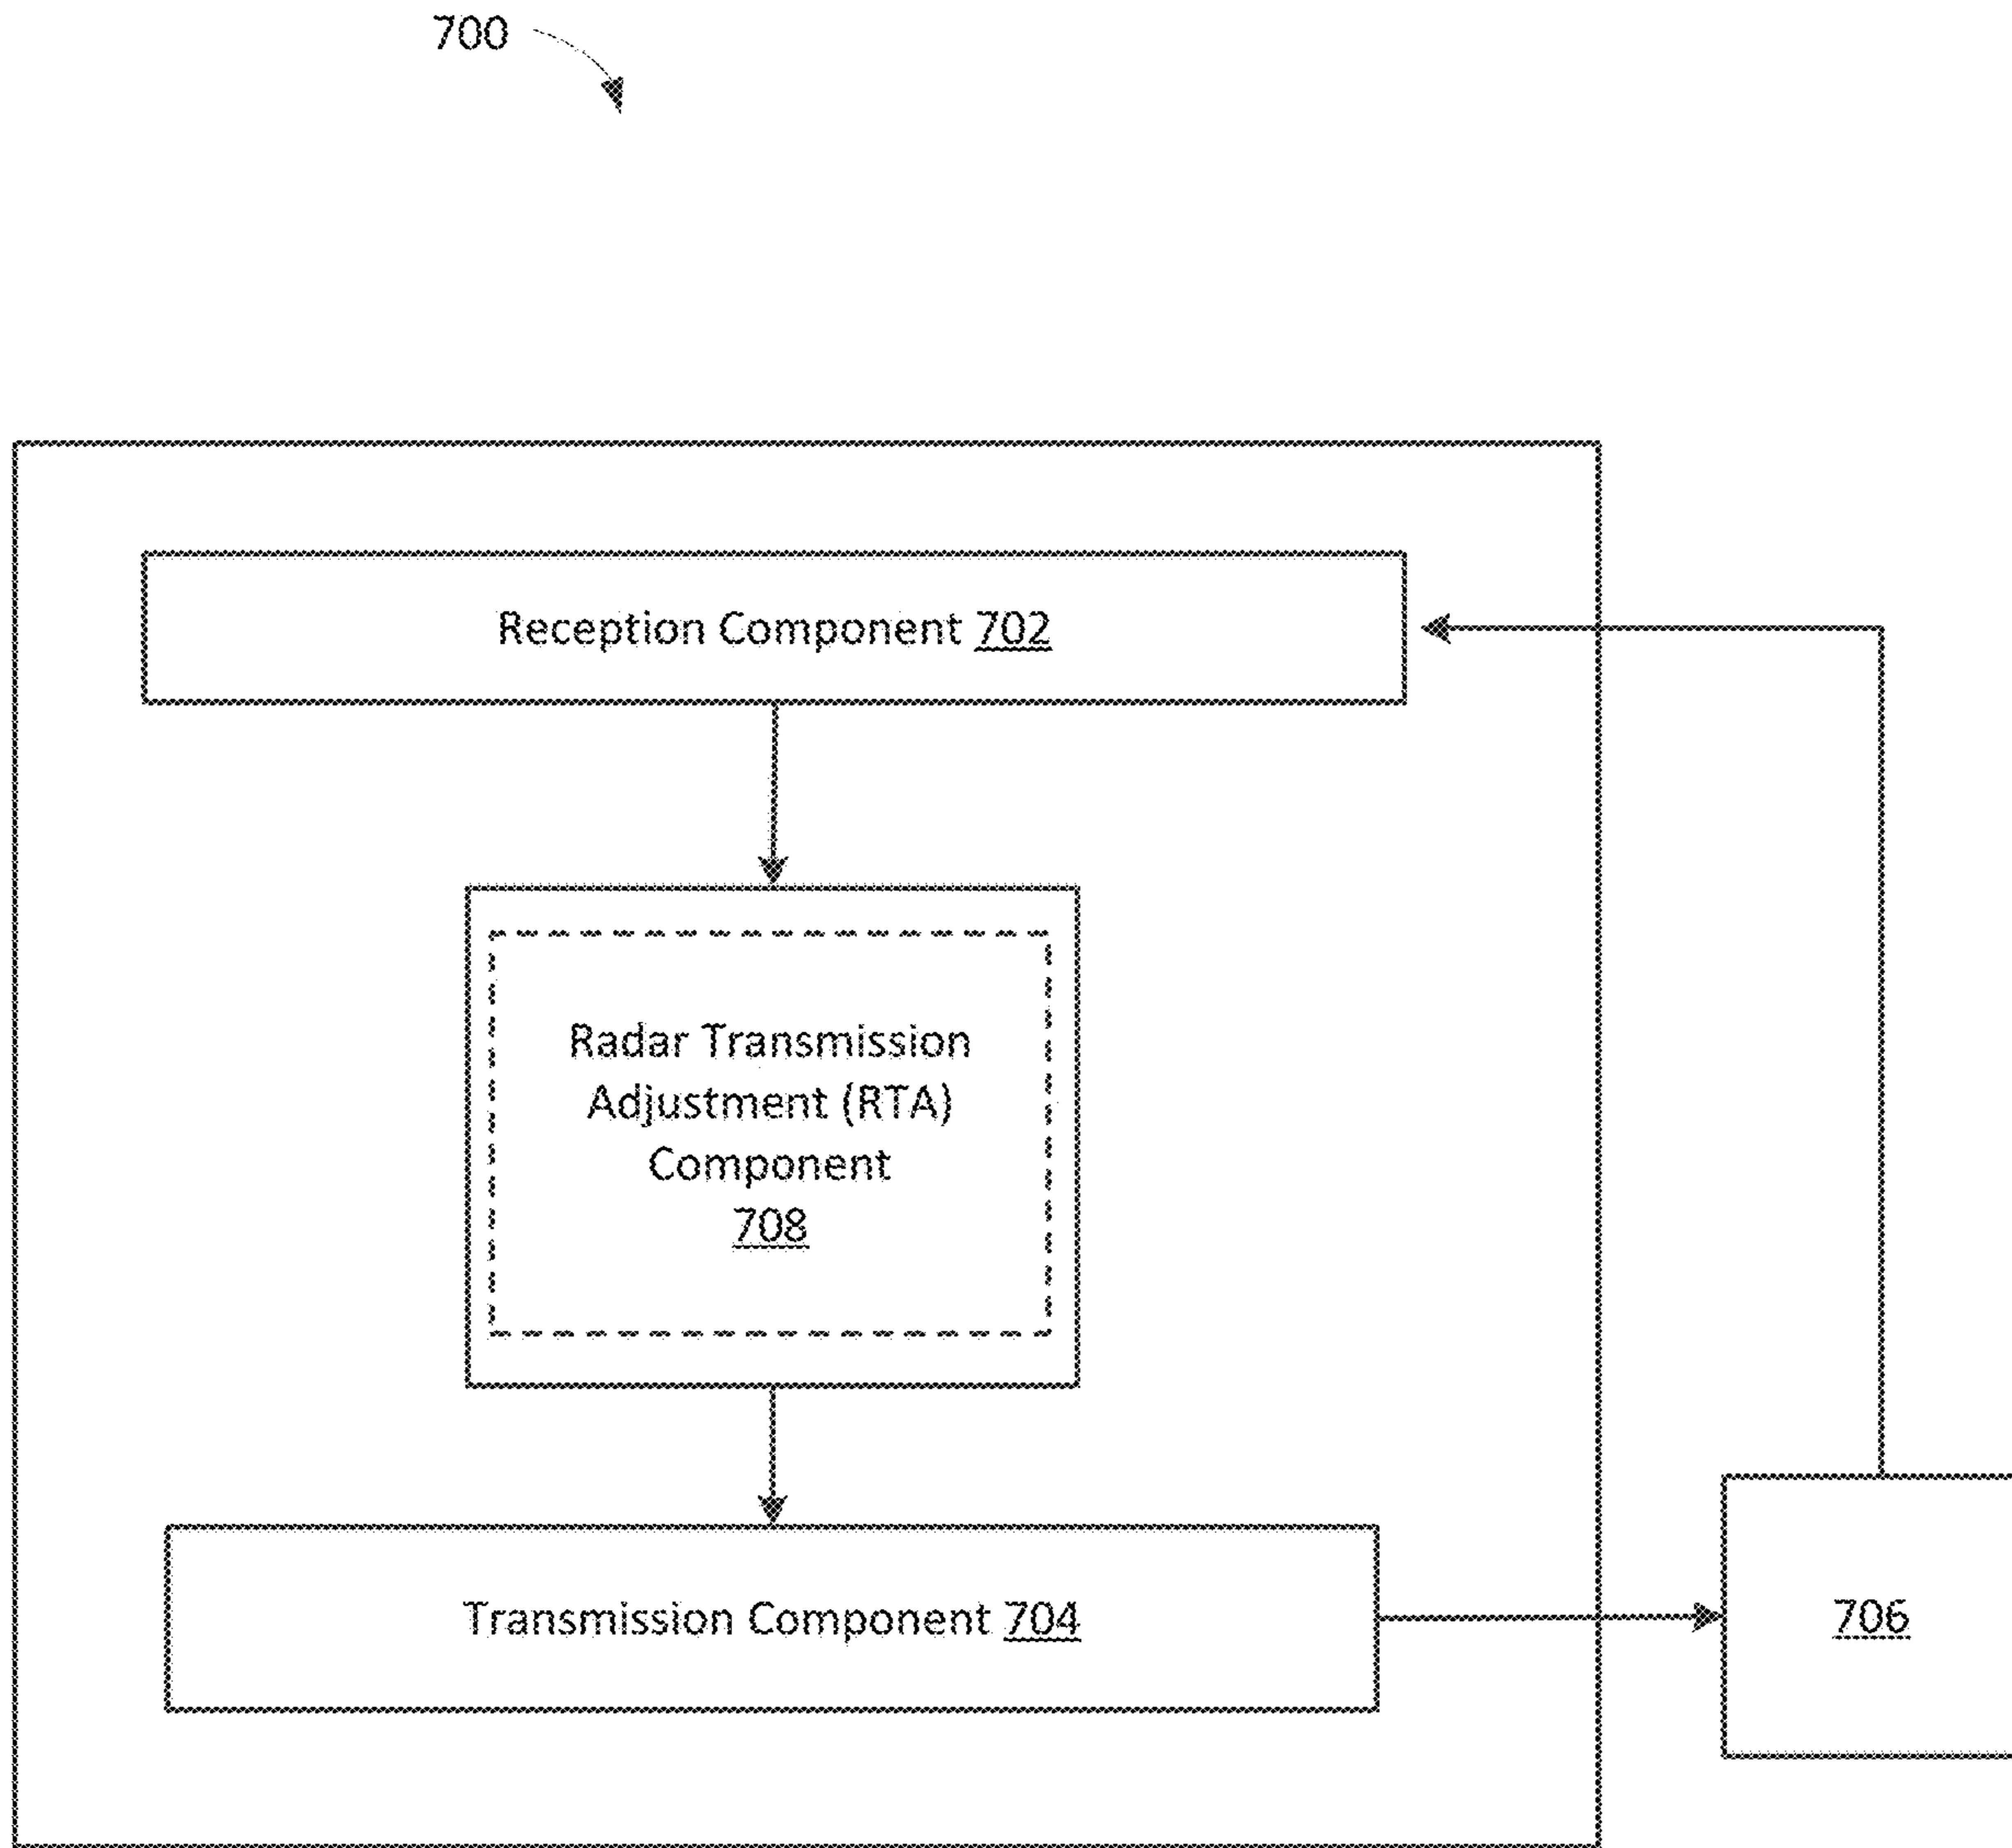 700
Reception Component 702
Radar Transmission
Adjustment (RTA)
Component
708
Transmission Component 704
706